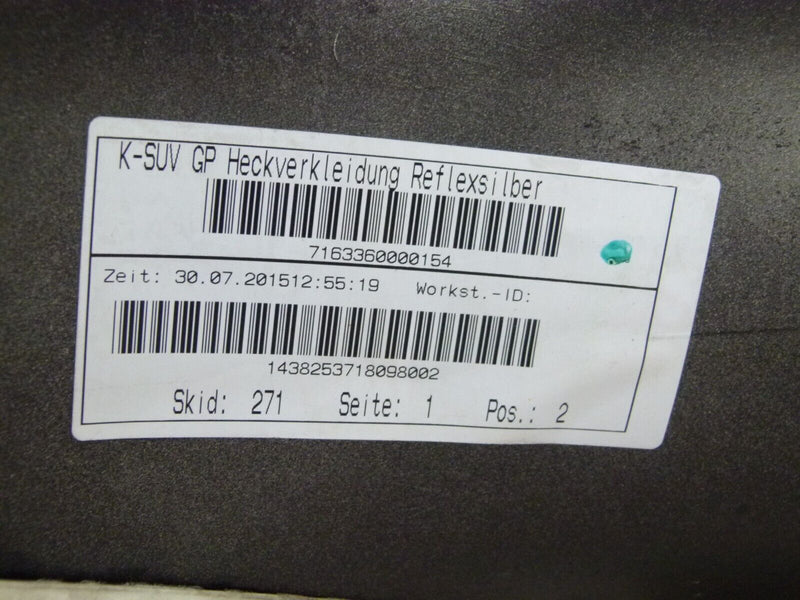 K-SUV GP Heckverkleidung Reflexsilber
7163360000154
Zeit: 30.07.201512:55:19 Workst.-ID:
1438253718098002
Skid: 271 Seite: 1 Pos.: 2